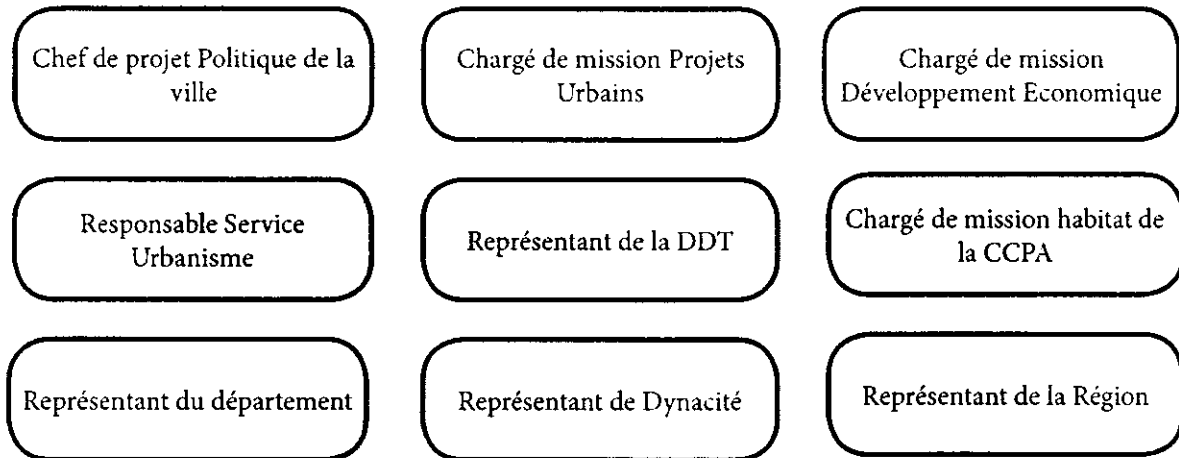 Chef de projet Politique de la
ville
Chargé de mission Projets
Urbains
Chargé de mission
Développement Economique
Responsable Service
Urbanisme
Représentant de la DDT
Chargé de mission habitat de
la CCPA
Représentant du département
Représentant de Dynacité
Représentant de la Région